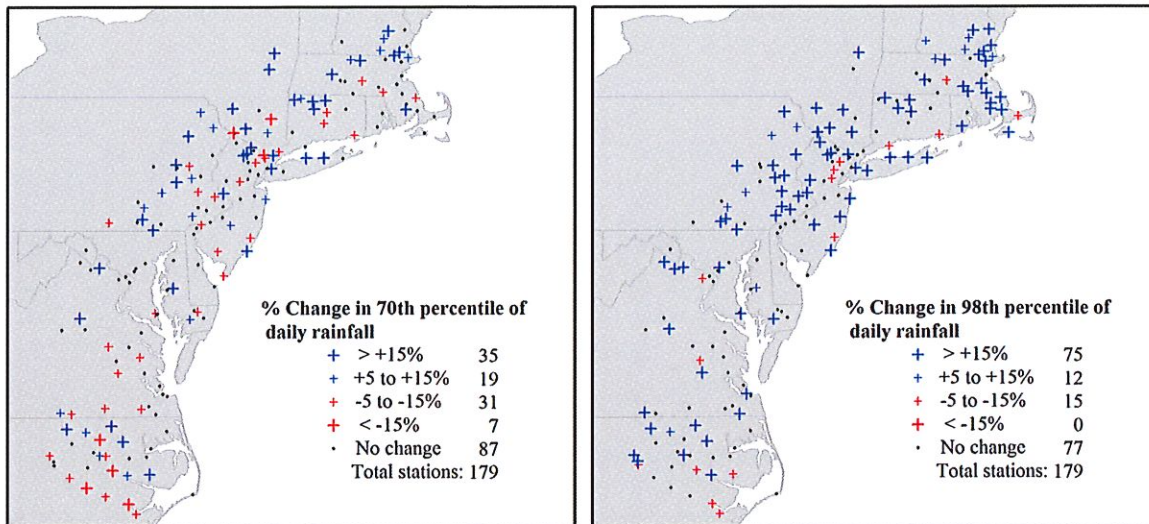 % Change in 70th percentile of
daily rainfall
> +15% 35
+5 to +15% 19
-5 to -15% 31
< -15% 7
No change 87
Total stations: 179
% Change in 98th percentile of
daily rainfall
> +15% 75
+5 to +15% 12
-5 to -15% 15
< -15% 0
No change 77
Total stations: 179